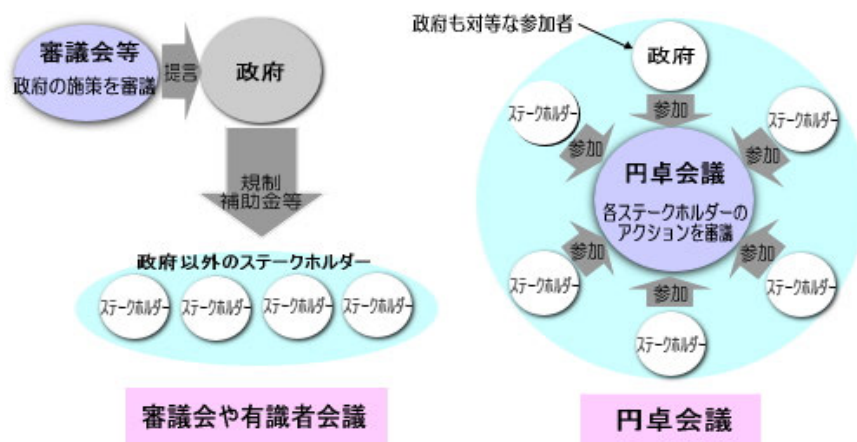 審議会等
政府の施策を審議
提言
政府
規制
補助金等
政府以外のステークホルダー
ステークホルダー
ステークホルダー
ステークホルダー
ステークホルダー
審議会や有識者会議
政府も対等な参加者
政府
参加
ステークホルダー
参加
ステークホルダー
参加
円卓会議
各ステークホルダーの
アクションを審議
ステークホルダー
参加
ステークホルダー
参加
参加
ステークホルダー
円卓会議